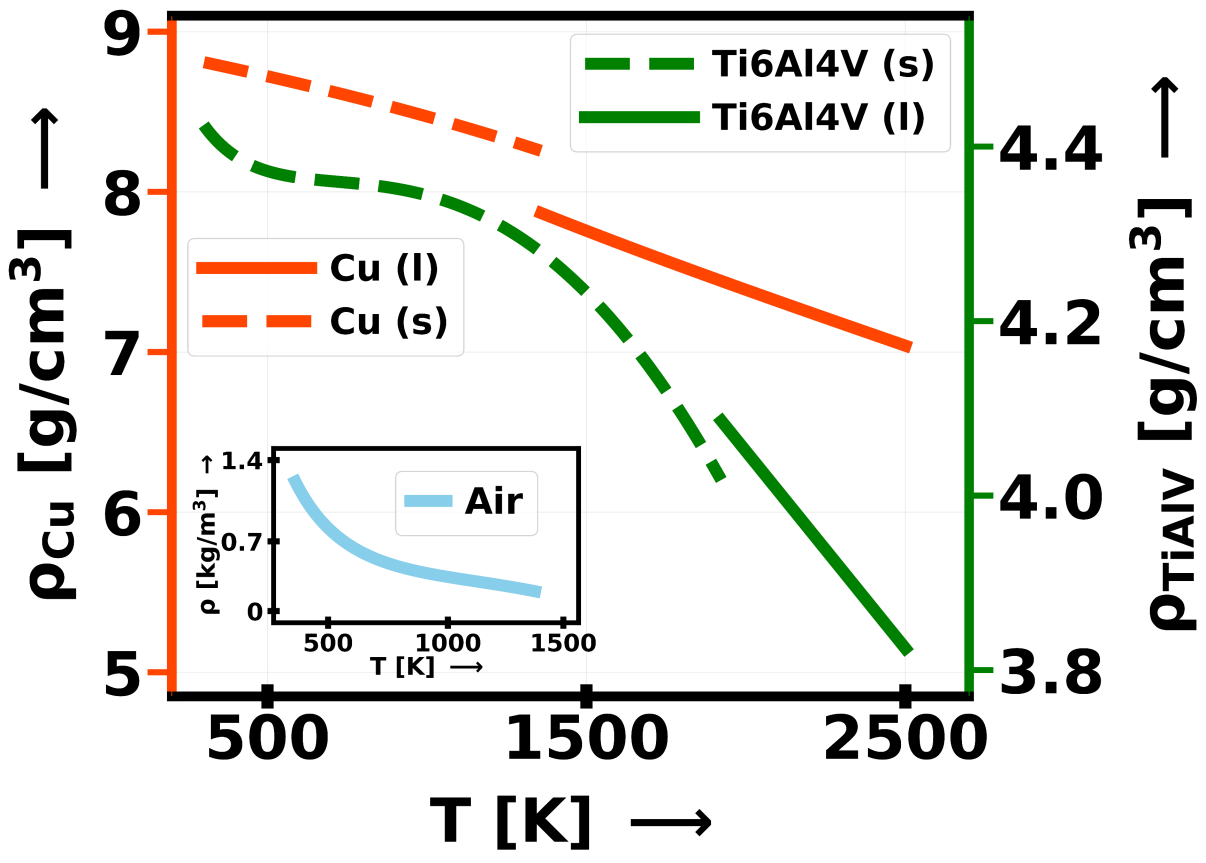 9
8
7
6
5
ρCu [g/cm³] ⟶
Ti6Al4V (s)
Ti6Al4V (l)
Cu (l)
Cu (s)
4.4
4.2
4.0
3.8
ρTiAlV [g/cm³] ⟶
1.4
0.7
0
ρ [kg/m³] →
Air
500 1000 1500
T [K] ⟶
500 1500 2500
T [K] ⟶